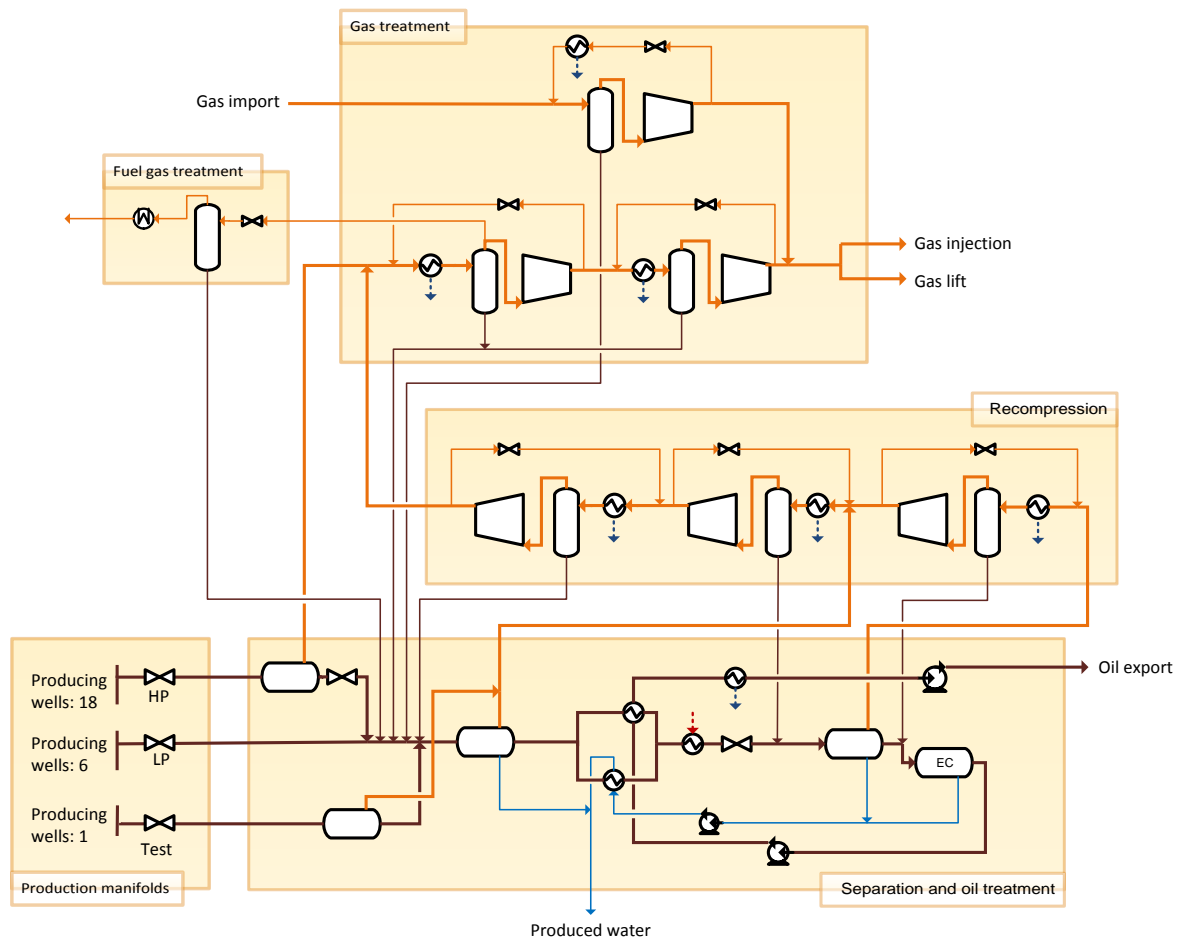 Gas treatment
Gas import
Fuel gas treatment
Gas injection
Gas lift
Recompression
Producing
wells: 18
HP
Oil export
Producing
wells: 6
LP
EC
Producing
wells: 1
Test
Production manifolds
Separation and oil treatment
Produced water